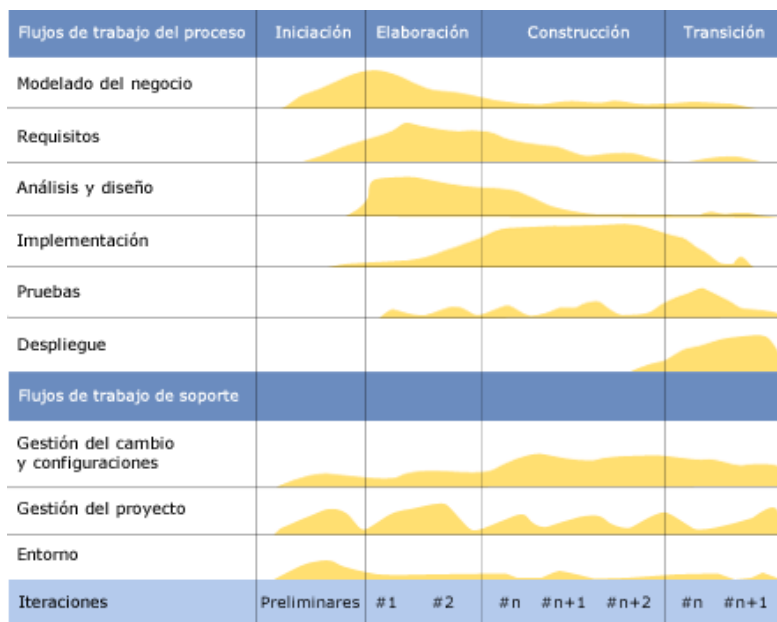 Flujos de trabajo del proceso Iniciación Elaboración Construcción Transición
Modelado del negocio
Requisitos
Análisis y diseño
Implementación
Pruebas
Despliegue
Flujos de trabajo de soporte
Gestión del cambio
y configuraciones
Gestión del proyecto
Entorno
Iteraciones Preliminares #1 #2 #n #n+1 #n+2 #n #n+1